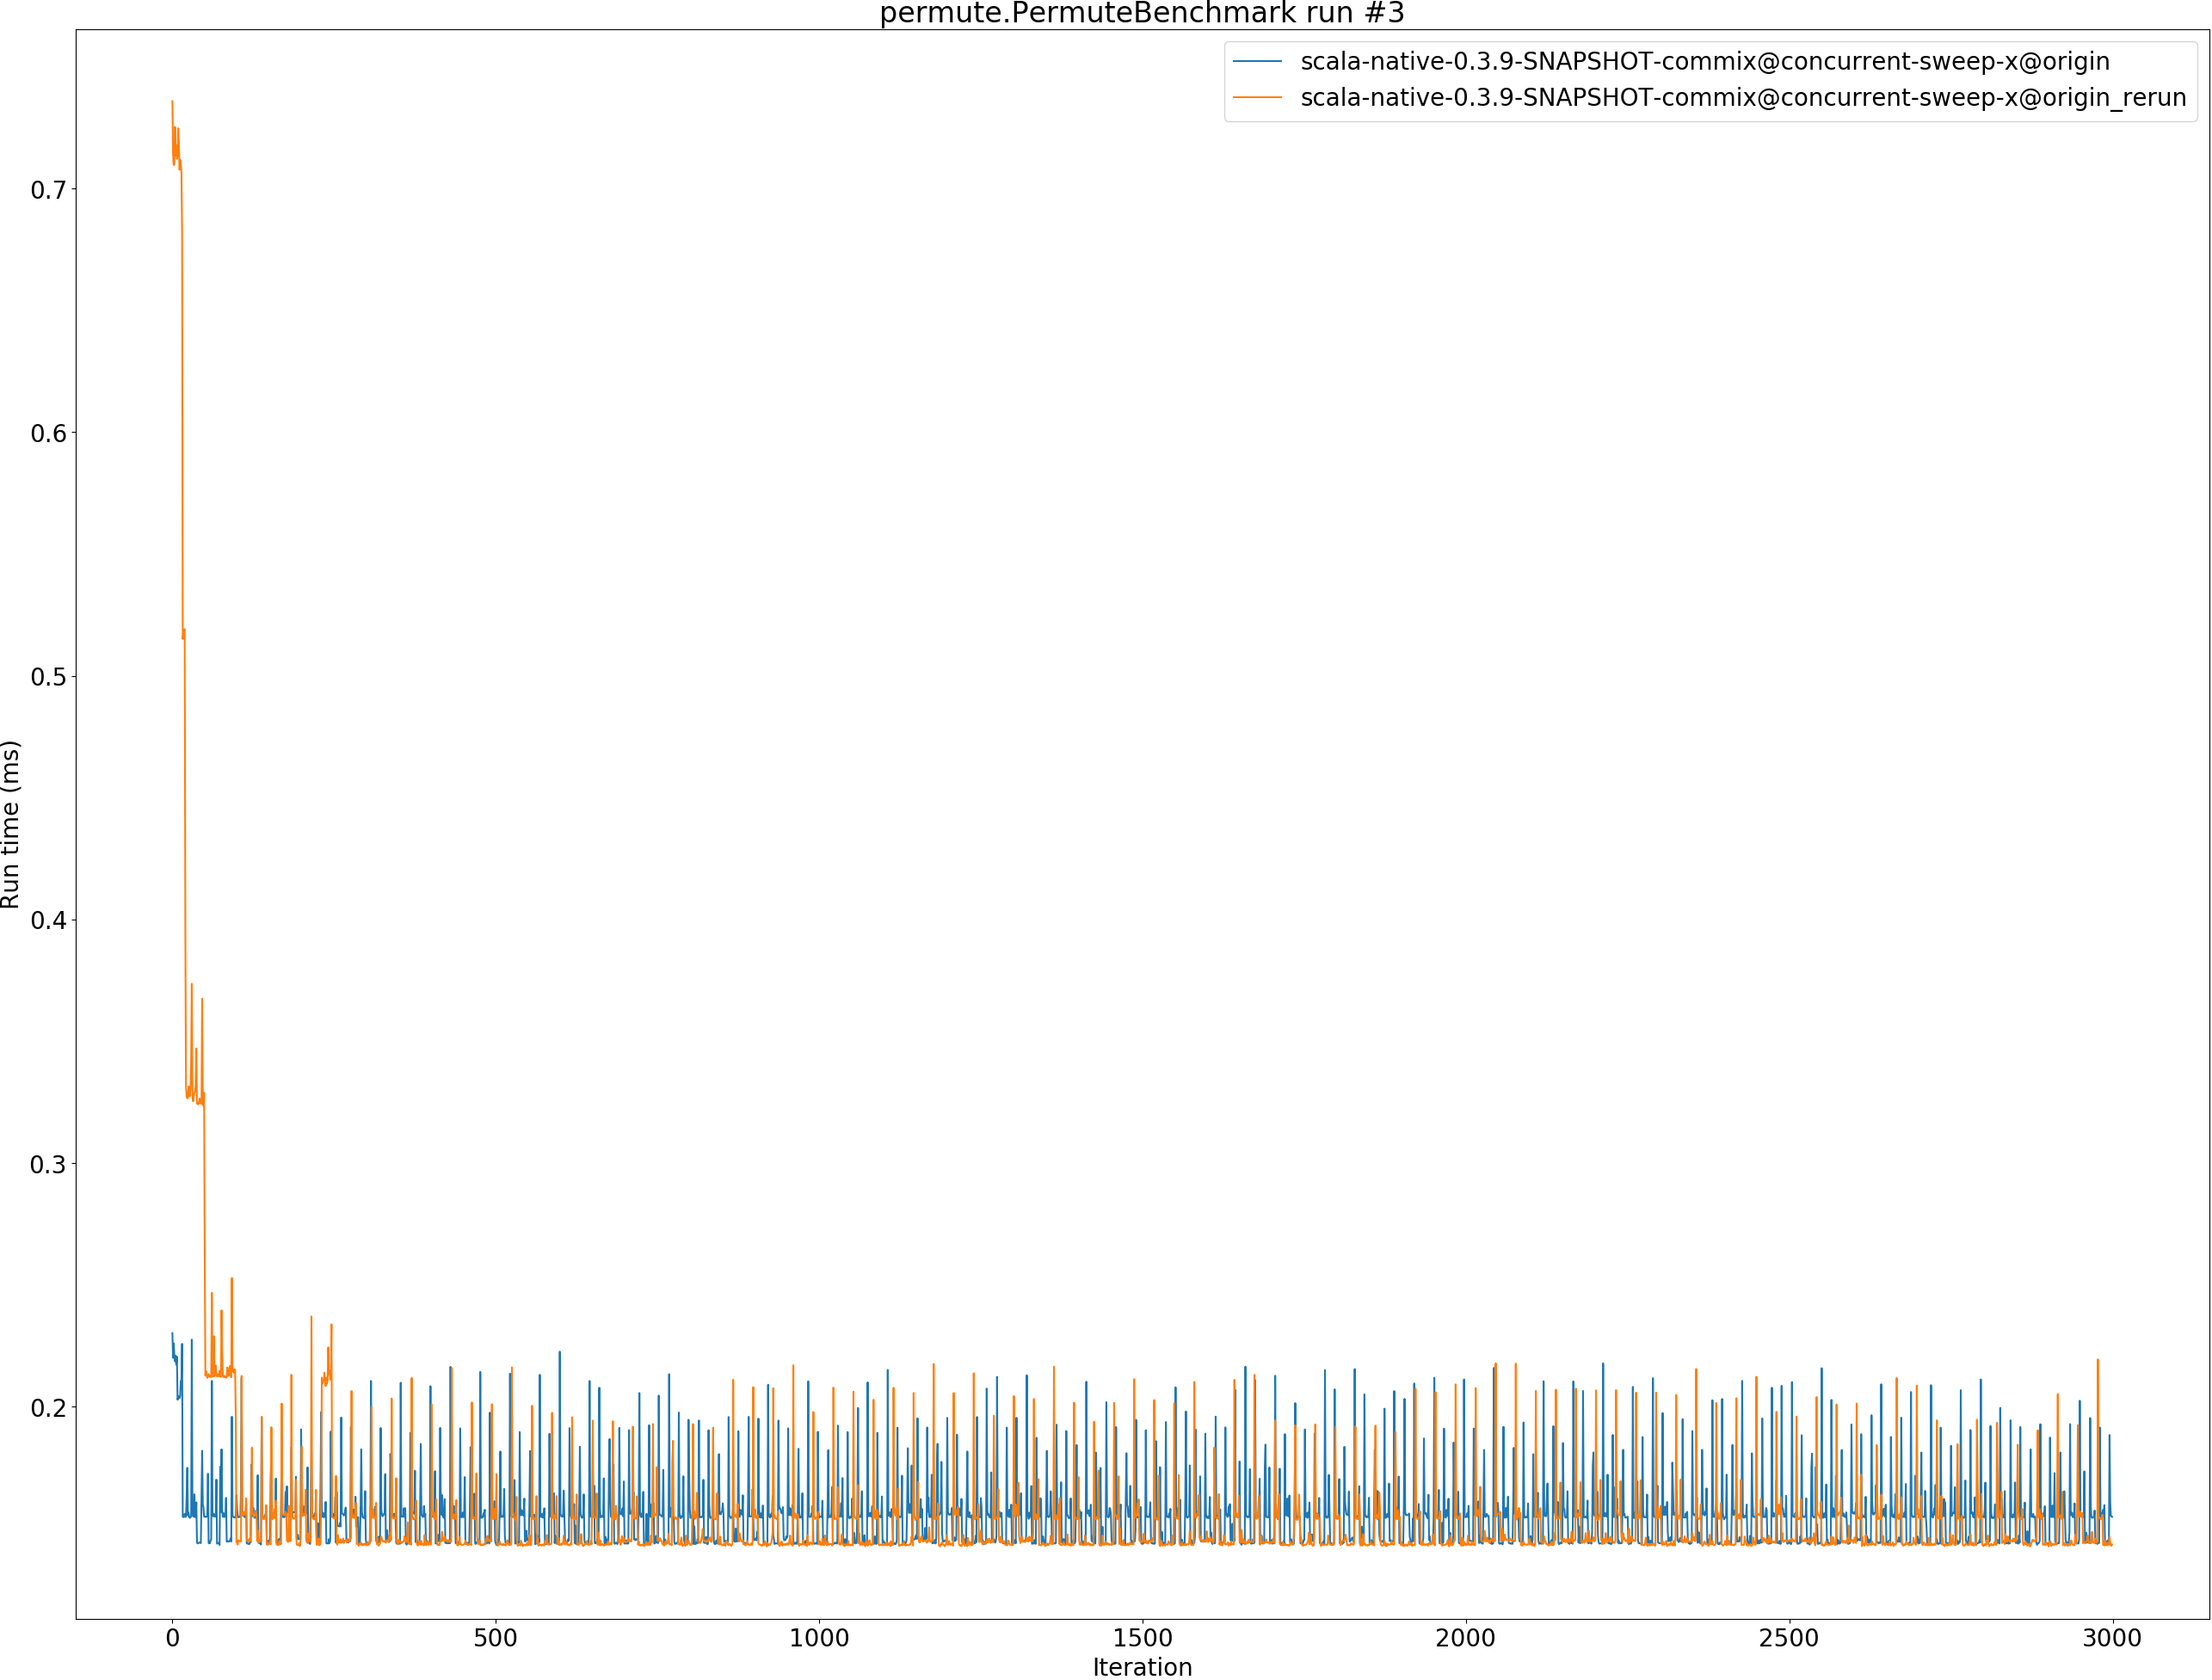 permute.PermuteBenchmark run #3
scala-native-0.3.9-SNAPSHOT-commix@concurrent-sweep-x@origin
scala-native-0.3.9-SNAPSHOT-commix@concurrent-sweep-x@origin_rerun
Run time (ms)
0.7
0.6
0.5
0.4
0.3
0.2
0
500
1000
1500
2000
2500
3000
Iteration